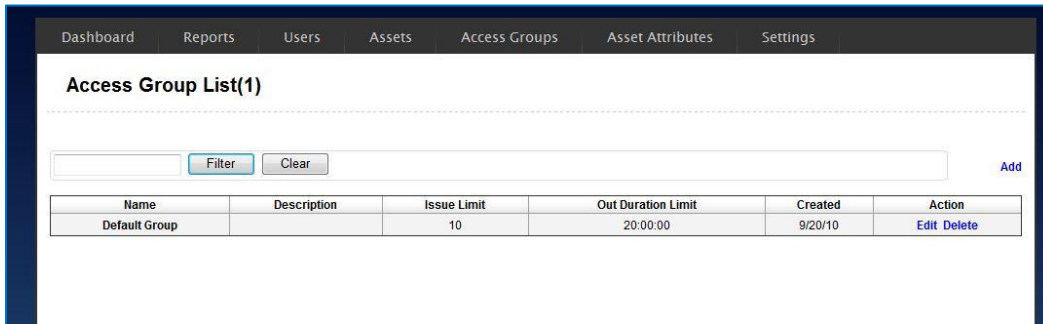 Dashboard Reports Users Assets Access Groups Asset Attributes Settings
Access Group List(1)
Filter Clear Add
Name Description Issue Limit Out Duration Limit Created Action
Default Group 10 20:00:00 9/20/10 Edit Delete